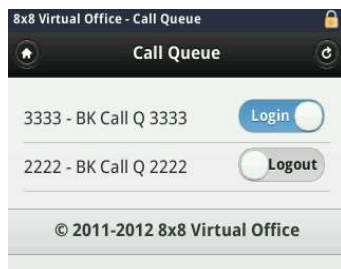 8x8 Virtual Office - Call Queue
Call Queue
3333 - BK Call Q 3333 Login
2222 - BK Call Q 2222 Logout
© 2011-2012 8x8 Virtual Office